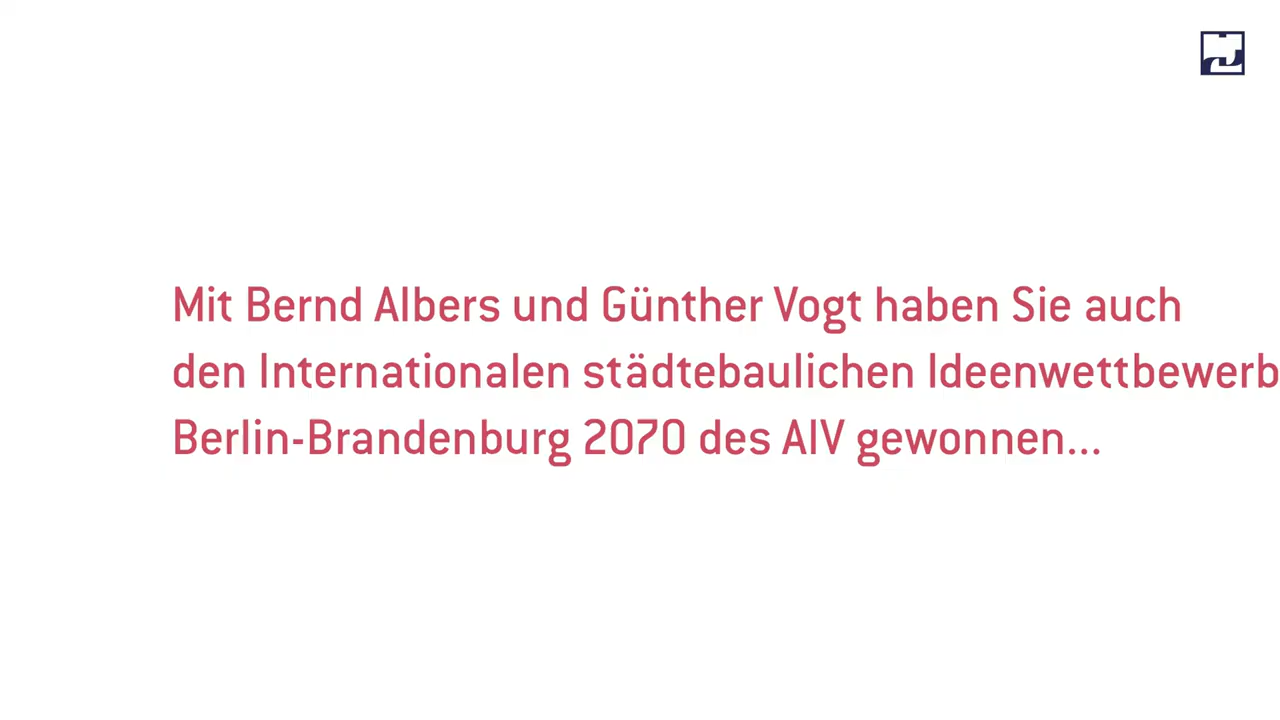 Mit Bernd Albers und Günther Vogt haben Sie auch
den Internationalen städtebaulichen Ideenwettbewerb
Berlin-Brandenburg 2070 des AIV gewonnen...